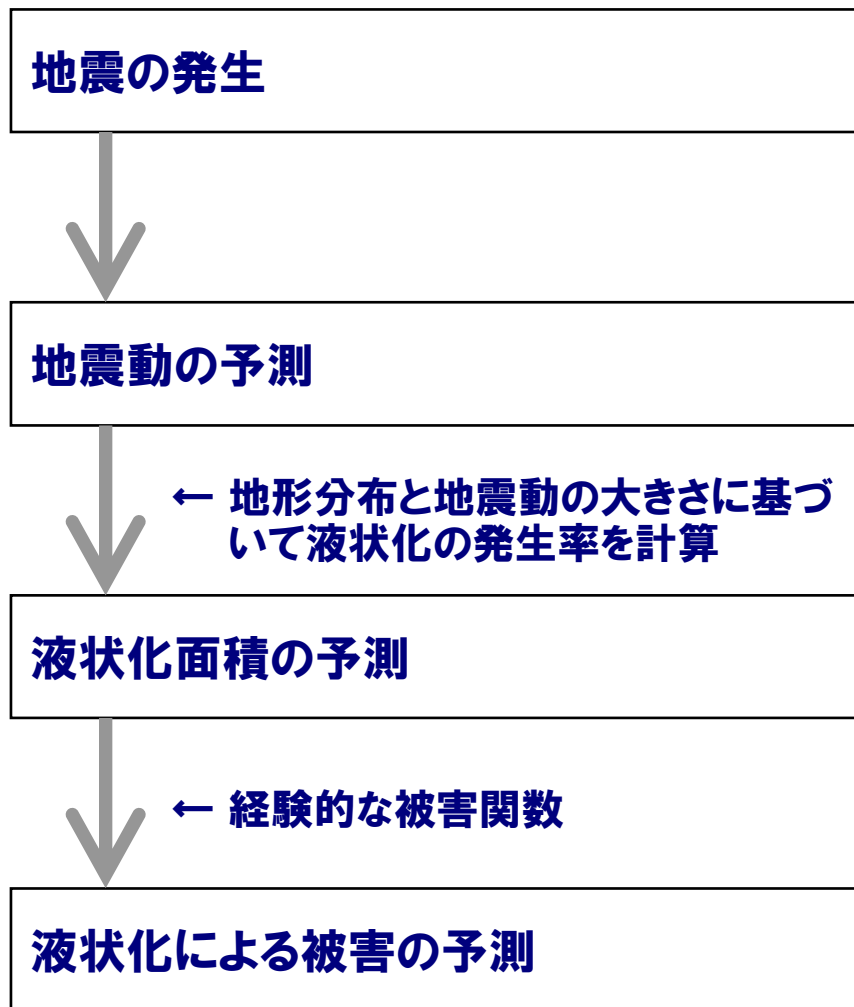 地震の発生
地震動の予測
← 地形分布と地震動の大きさに基づ
いて液状化の発生率を計算
液状化面積の予測
← 経験的な被害関数
液状化による被害の予測